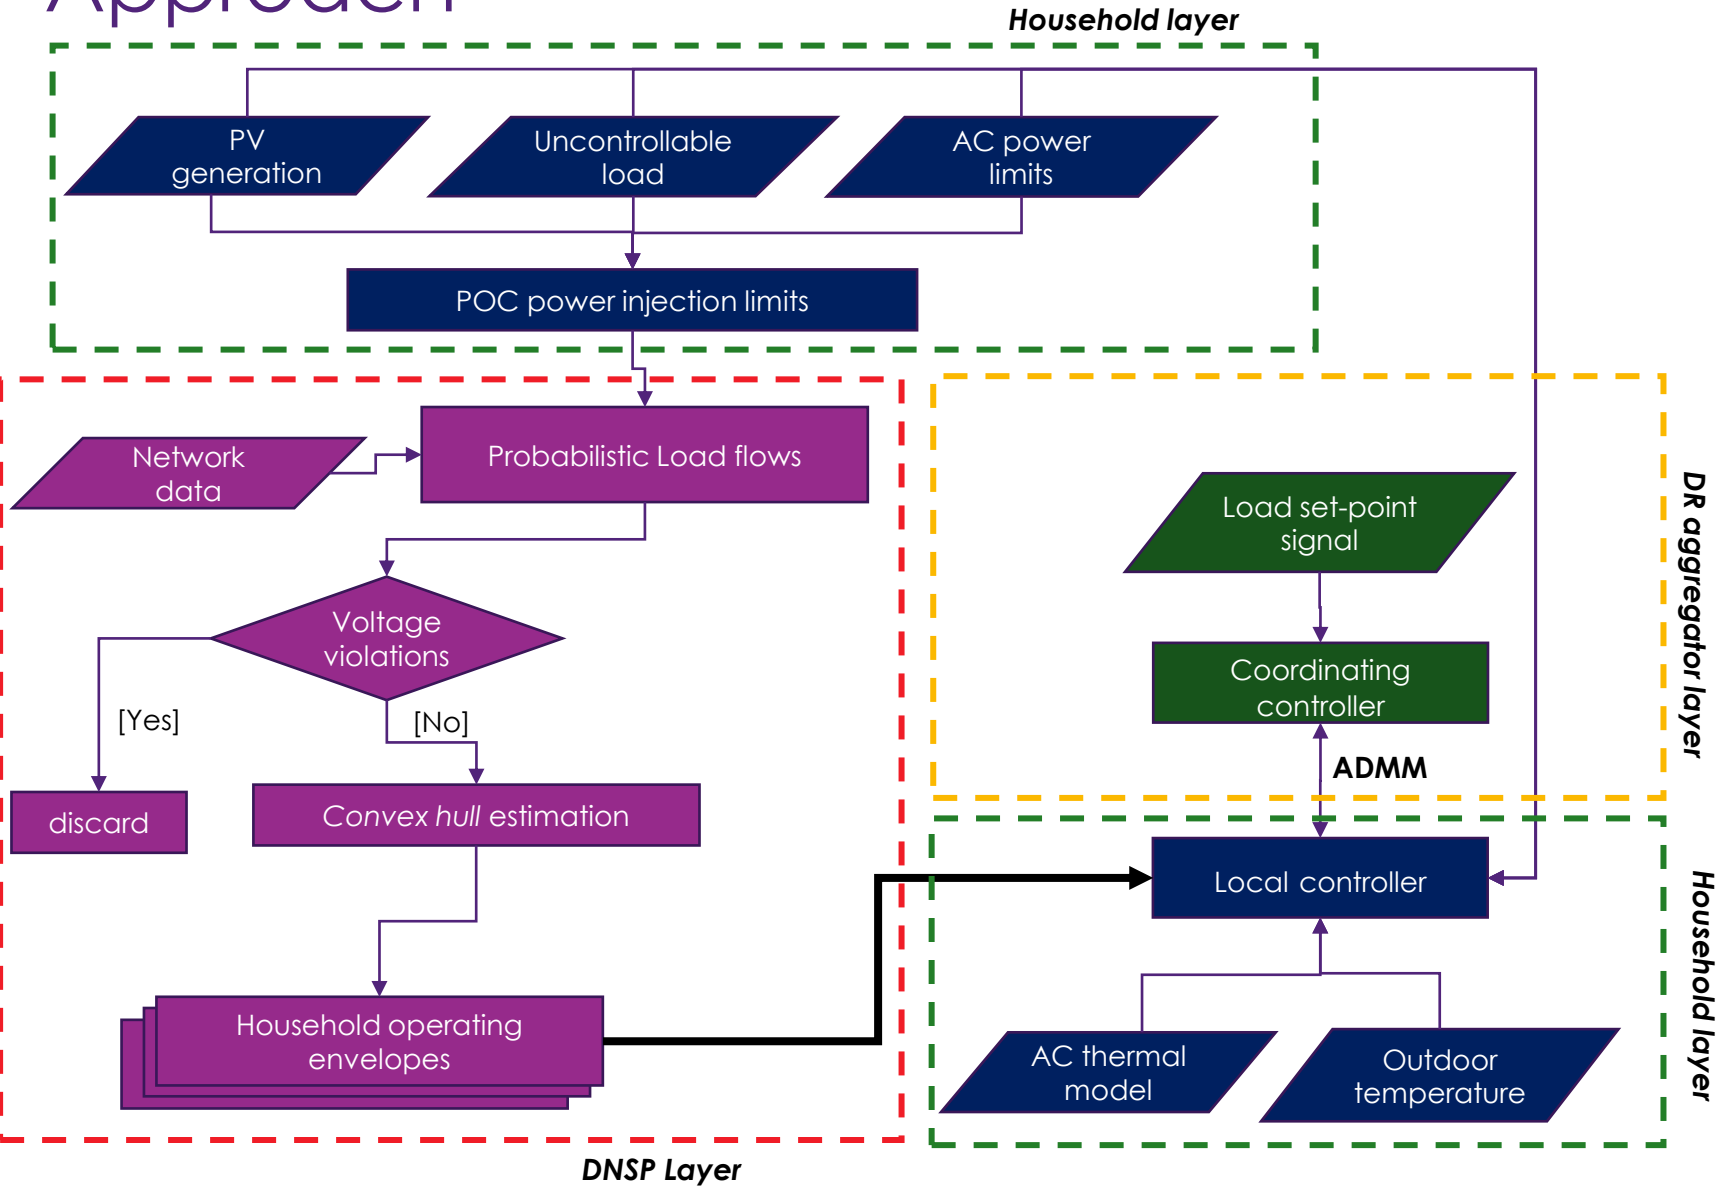 Approach
Household layer
PV
generation
Uncontrollable
load
AC power
limits
POC power injection limits
Network
data
Probabilistic Load flows
Load set-point
signal
Voltage
violations
Coordinating
controller
[Yes]
[No]
ADMM
discard
Convex hull estimation
Local controller
Household operating
envelopes
AC thermal
model
Outdoor
temperature
DR aggregator layer
Household layer
DNSP Layer